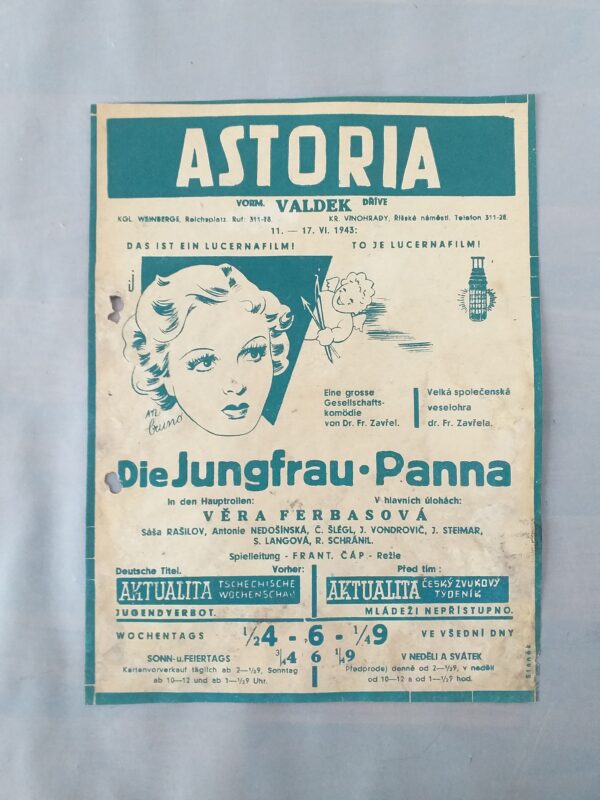 ASTORIA
VORM. VALDEK DŘÍVE
KGL. WEINBERGE, Reichsplatz. Ruf: 311-28. KR. VINOHRADY, Říšské náměstí. Telefon 311-28.
11. — 17. VI. 1943:
DAS IST EIN LUCERNAFILM! TO JE LUCERNAFILM!
Eine grosse Gesellschafts-
komödie
von Dr. Fr. Zavřel.
Velká společenská
veselohra
dr. Fr. Zavřela.
bruno
Die Jungfrau • Panna
In den Hauptrollen: V hlavních úlohách:
VĚRA FERBASOVÁ
Sáša RAŠILOV, Antonie NEDOŠINSKÁ, Č. ŠLÉGL, J. VONDROVIČ, J. STEIMAR,
S. LANGOVÁ, R. SCHRÁNIL.
Spielleitung - FRANT. ČÁP - Režie
Deutsche Titel. Vorher: Před tím :
AKTUALITA TSCHECHISCHE WOCHENSCHAU
AKTUALITA ČESKÝ ZVUKOVÝ TÝDENÍK
JUGENDVERBOT. MLÁDEŽI NEPŘÍSTUPNO.
WOCHENTAGS ½4 - 6 - ½9 VE VŠEDNÍ DNY
SONN-u.FEIERTAGS ¾4 6 ½9 V NEDĚLI A SVÁTEK
Kartenvorverkauf täglich ab 2—½9, Sonntag Předprodej denně od 2—½9, v neděli
ab 10—12 und ab 1—½9 Uhr. od 10—12 a od 1—½9 hod.